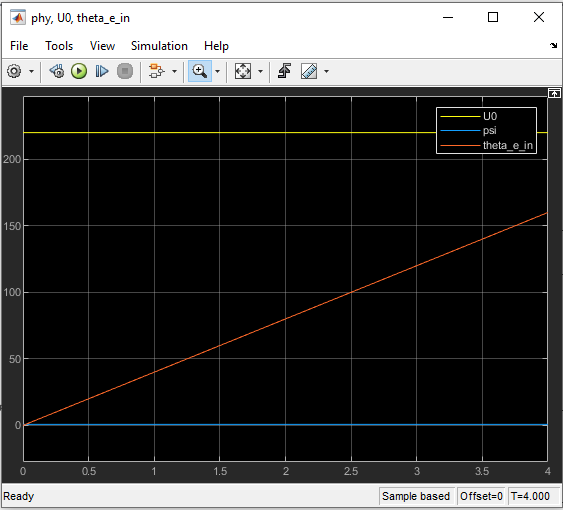 phy, U0, theta_e_in
File Tools View Simulation Help
U0
psi
theta_e_in
200
150
100
50
0
0 0.5 1 1.5 2 2.5 3 3.5 4
Ready Sample based Offset=0 T=4.000